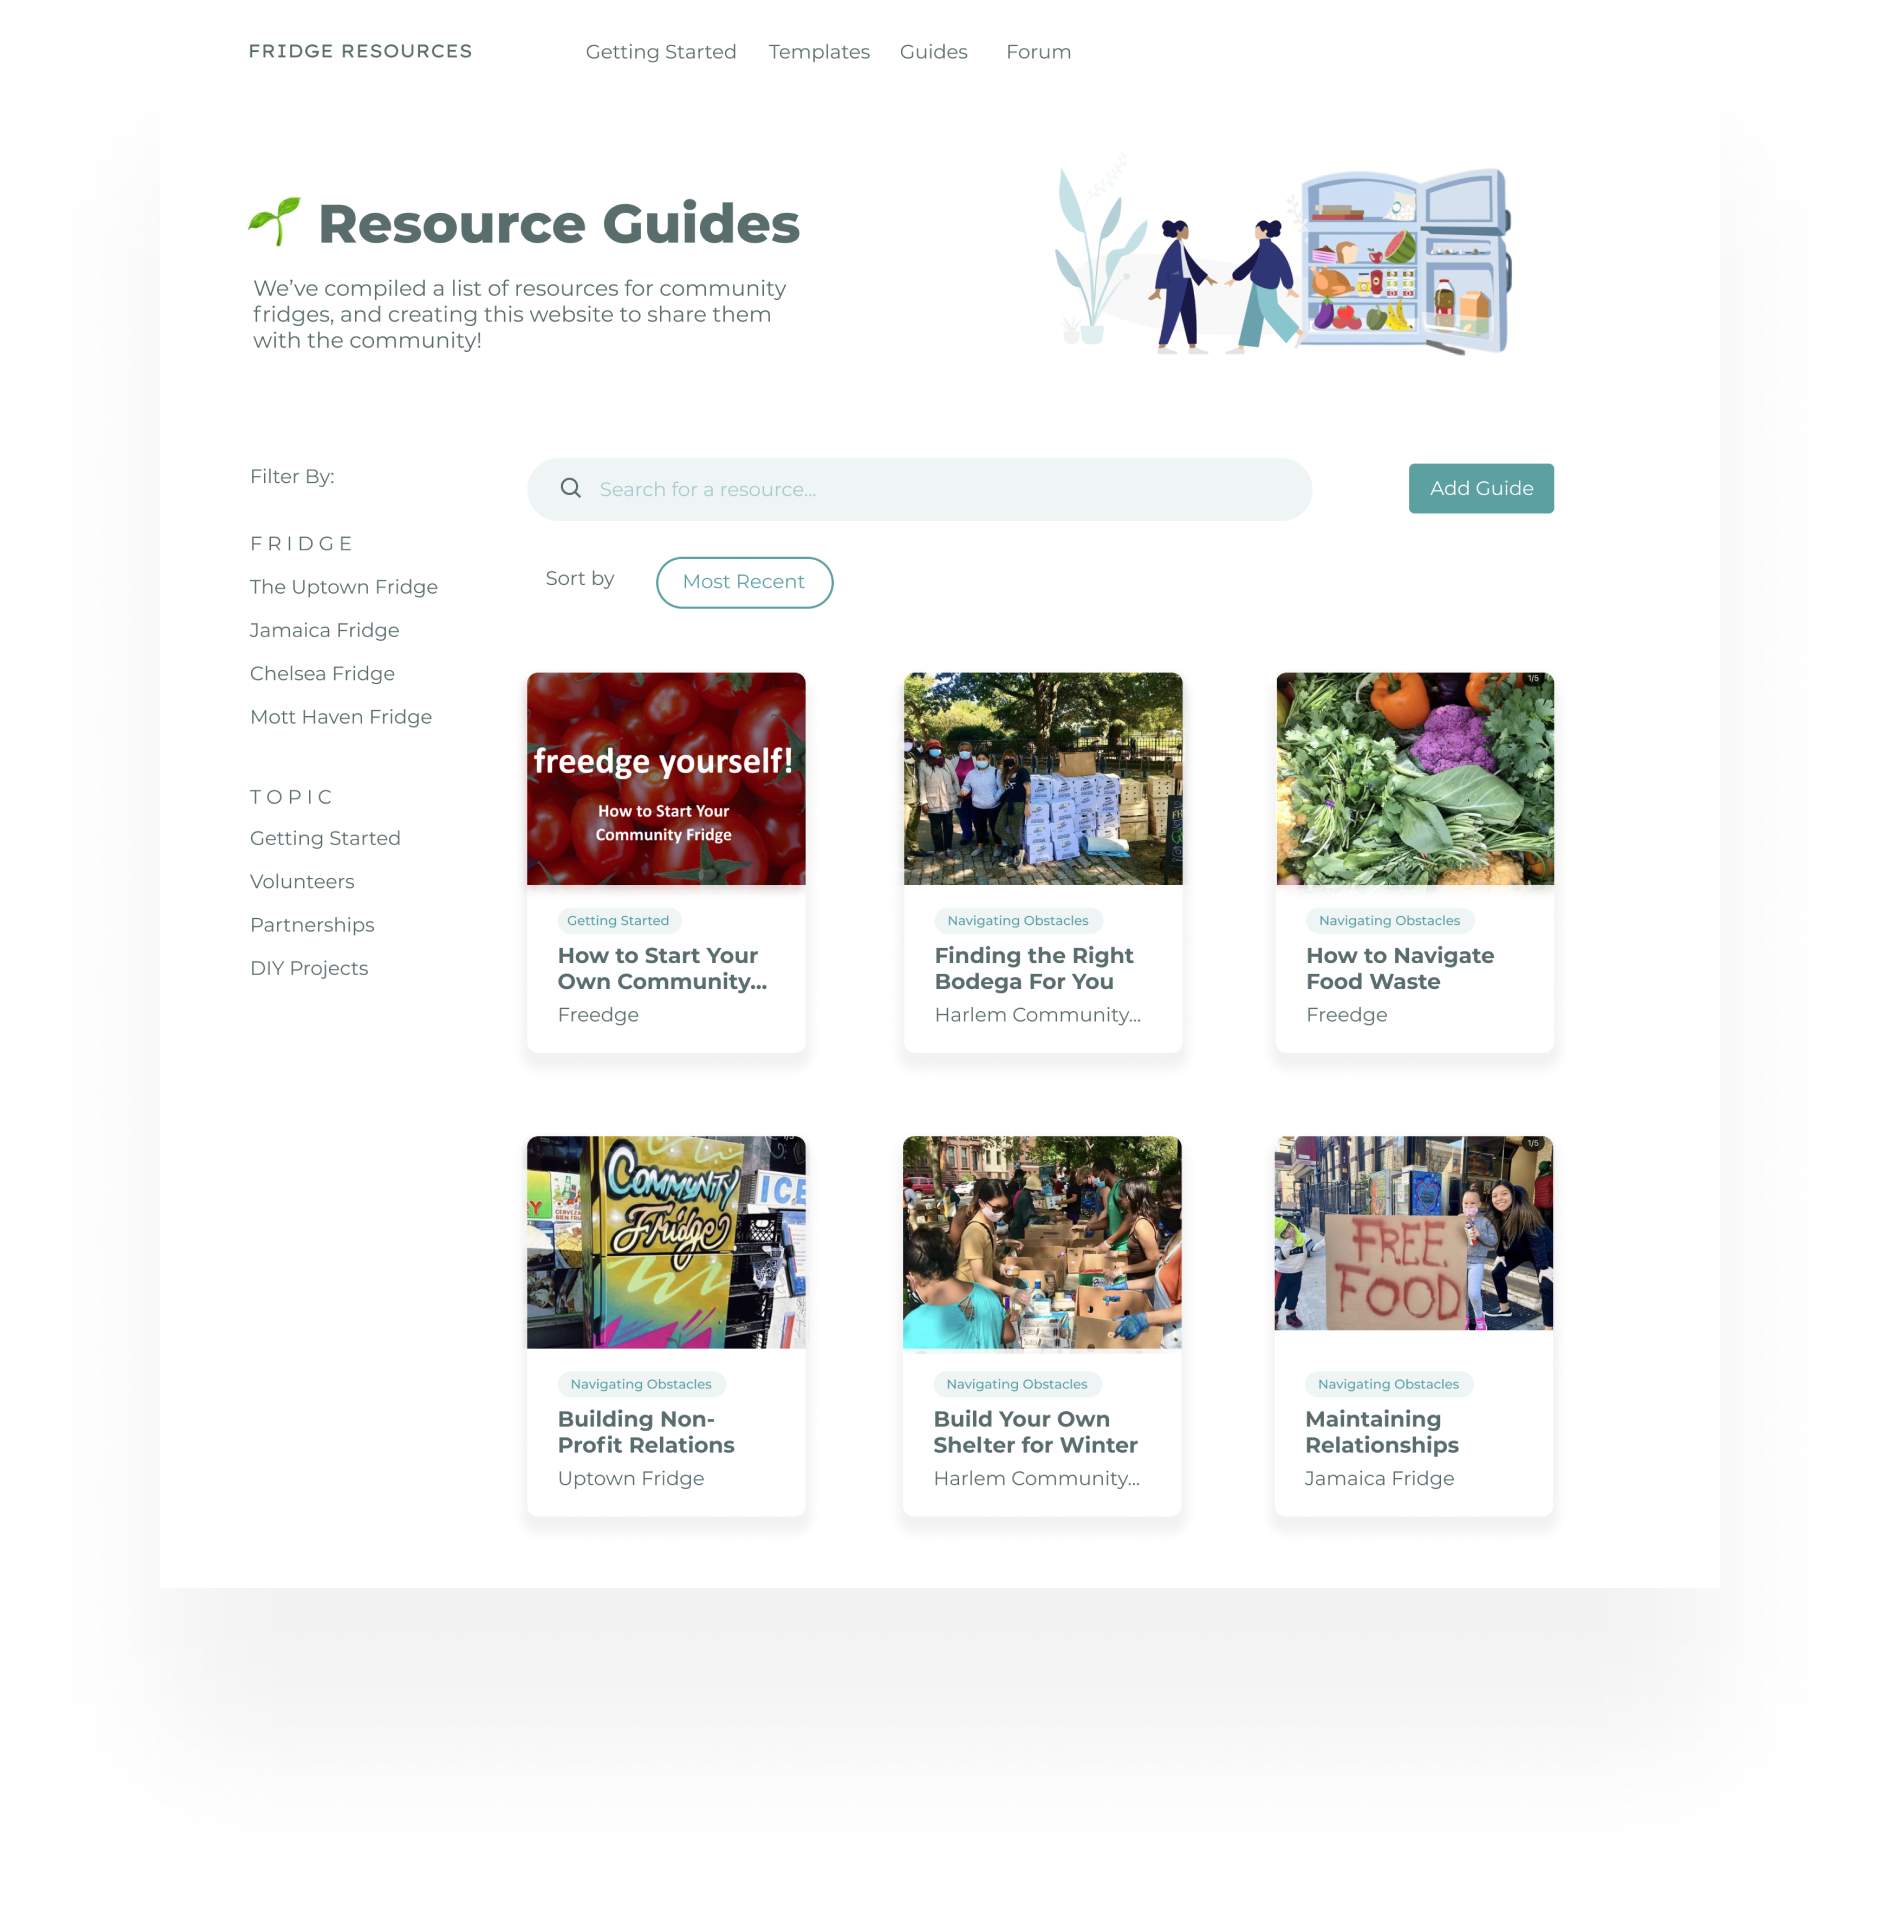 FRIDGE RESOURCES
Getting Started
Templates
Guides
Forum
Resource Guides
We've compiled a list of resources for community
fridges, and creating this website to share them
with the community!
Filter By:
FRIDGE
The Uptown Fridge
Jamaica Fridge
Chelsea Fridge
Mott Haven Fridge
TOPIC
Getting Started
Volunteers
Partnerships
DIY Projects
Search for a resource...
Add Guide
Sort by
Most Recent
freedge yourself!
How to Start Your
Community Fridge
Getting Started
How to Start Your
Own Community...
Freedge
Navigating Obstacles
Finding the Right
Bodega For You
Harlem Community...
1/5
Navigating Obstacles
How to Navigate
Food Waste
Freedge
COMMUNITY
Fridge
ICE
Navigating Obstacles
Building Non-
Profit Relations
Uptown Fridge
Navigating Obstacles
Build Your Own
Shelter for Winter
Harlem Community...
1/5
FREE
FOOD
Navigating Obstacles
Maintaining
Relationships
Jamaica Fridge